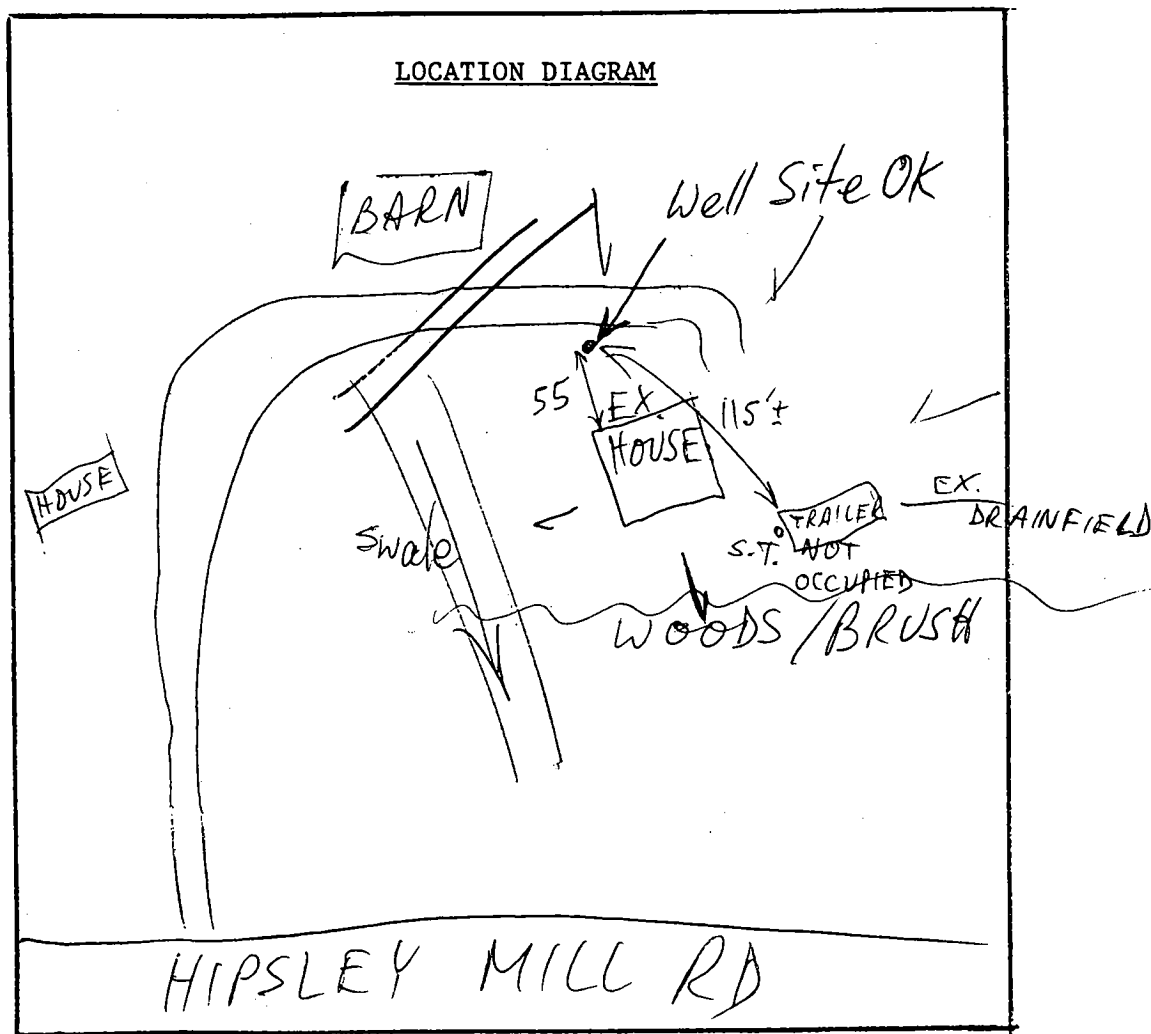 LOCATION DIAGRAM
Well Site OK
BARN
55
EX.
HOUSE
115'±
HOUSE
Swale
S.T.
TRAILER
NOT
OCCUPIED
EX.
DRAINFIELD
WOODS/BRUSH
HIPSLEY MILL RD